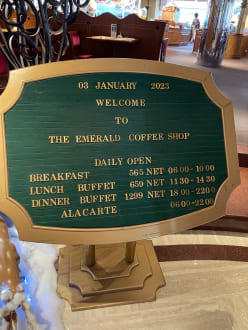 03 JANUARY 2023
WELCOME
TO
THE EMERALD COFFEE SHOP
DAILY OPEN
BREAKFAST 565 NET 06:00-10:00
LUNCH BUFFET 659 NET 11:30-14:30
DINNER BUFFET 1299 NET 18:00-22:00
ALACARTE 06:00-22:00